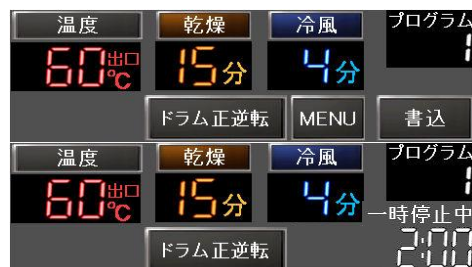 温度 乾燥 冷風 プログラム
60出口℃ 15分 4分 1
ドラム正逆転 MENU 書込
温度 乾燥 冷風 プログラム
60出口℃ 15分 4分 1
一時停止中
ドラム正逆転 2:00